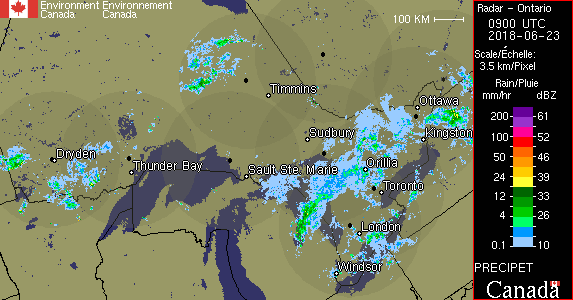 Environment Environnement
Canada Canada
100 KM
Timmins
Ottawa
Sudbury
Kingston
Dryden
Thunder Bay
Sault Ste. Marie
Orillia
Toronto
London
Windsor
Radar - Ontario
0900 UTC
2018-06-23
Scale/Échelle:
3.5 km/Pixel
Rain/Pluie
mm/hr dBZ
200 61
100 52
50 46
24 39
12 34
4 26
0.1 10
PRECIPET
Canada